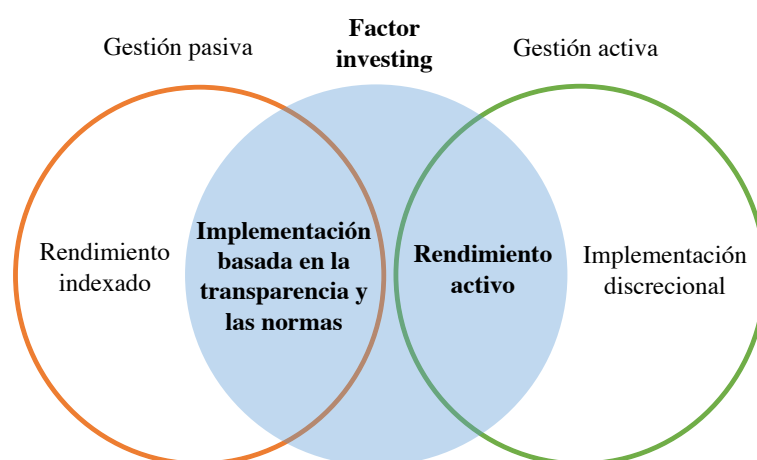 Gestión pasiva
Factor
investing
Gestión activa
Rendimiento
indexado
Implementación
basada en la
transparencia y
las normas
Rendimiento
activo
Implementación
discrecional